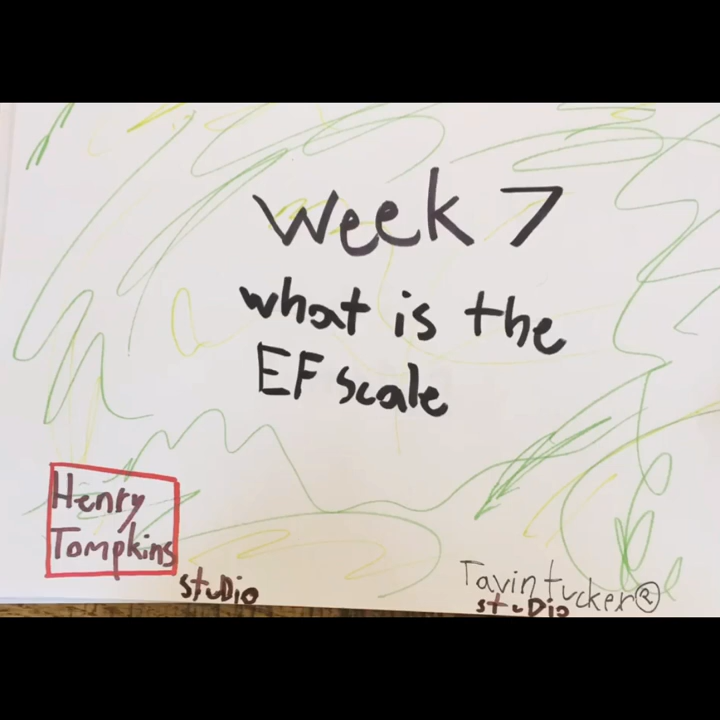 Week 7
what is the
EF scale
Henry
Tompkins
stuDio
Tavintucker®
stuDio